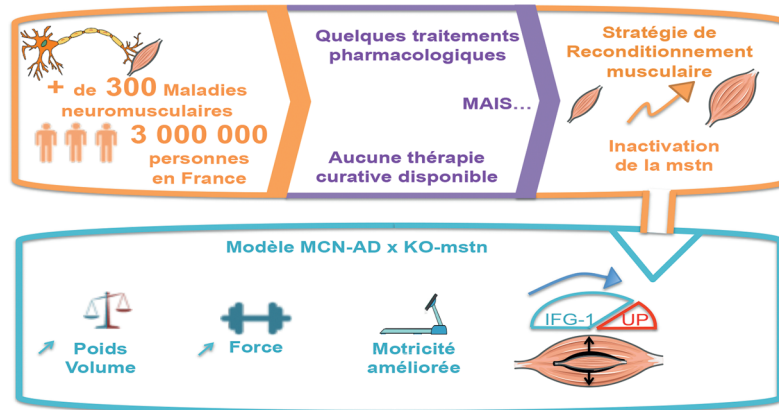 + de 300 Maladies
neuromusculaires
3 000 000
personnes
en France
Quelques traitements
pharmacologiques
MAIS...
Aucune thérapie
curative disponible
Stratégie de
Reconditionnement
musculaire
Inactivation
de la mstn
Modèle MCN-AD x KO-mstn
Poids
Volume
Force
Motricité
améliorée
IFG-1
UP